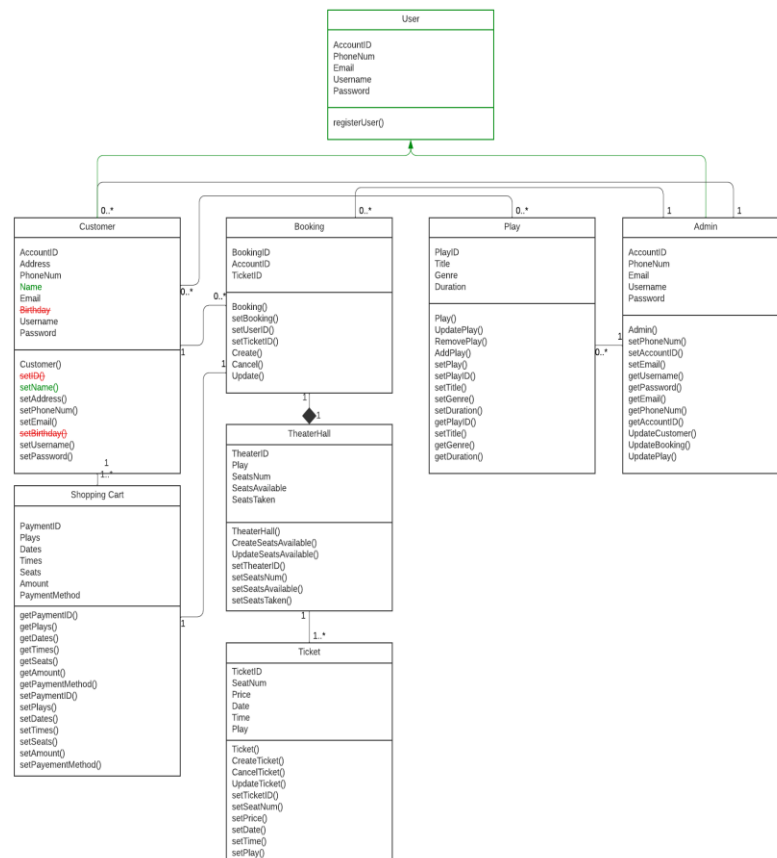 User
AccountID
PhoneNum
Email
Username
Password
registerUser()
0..*
0..*
0..*
1
1
Customer
AccountID
Address
PhoneNum
Name
Email
Birthday
Username
Password
Customer()
setID()
setName()
setAddress()
setPhoneNum()
setEmail()
setBirthday()
setUsername()
setPassword()
0..*
1
1
1..*
Booking
BookingID
AccountID
TicketID
Booking()
setBooking()
setUserID()
setTicketID()
Create()
Cancel()
Update()
0..*
1
1
1
Play
PlayID
Title
Genre
Duration
Play()
UpdatePlay()
RemovePlay()
AddPlay()
setPlay()
setPlayID()
setTitle()
setGenre()
setDuration()
getPlayID()
setTitle()
getGenre()
getDuration()
1
0..*
Admin
AccountID
PhoneNum
Email
Username
Password
Admin()
setPhoneNum()
setAccountID()
setEmail()
getUsername()
getPassword()
getEmail()
getPhoneNum()
getAccountID()
UpdateCustomer()
UpdateBooking()
UpdatePlay()
Shopping Cart
PaymentID
Plays
Dates
Times
Seats
Amount
PaymentMethod
getPaymentID()
getPlays()
getDates()
getTimes()
getSeats()
getAmount()
getPaymentMethod()
setPaymentID()
setPlays()
setDates()
setTimes()
setSeats()
setAmount()
setPayementMethod()
1
TheaterHall
TheaterID
Play
SeatsNum
SeatsAvailable
SeatsTaken
TheaterHall()
CreateSeatsAvailable()
UpdateSeatsAvailable()
setTheaterID()
setSeatsNum()
setSeatsAvailable()
setSeatsTaken()
1
1..*
Ticket
TicketID
SeatNum
Price
Date
Time
Play
Ticket()
CreateTicket()
CancelTicket()
UpdateTicket()
setTicketID()
setSeatNum()
setPrice()
setDate()
setTime()
setPlay()